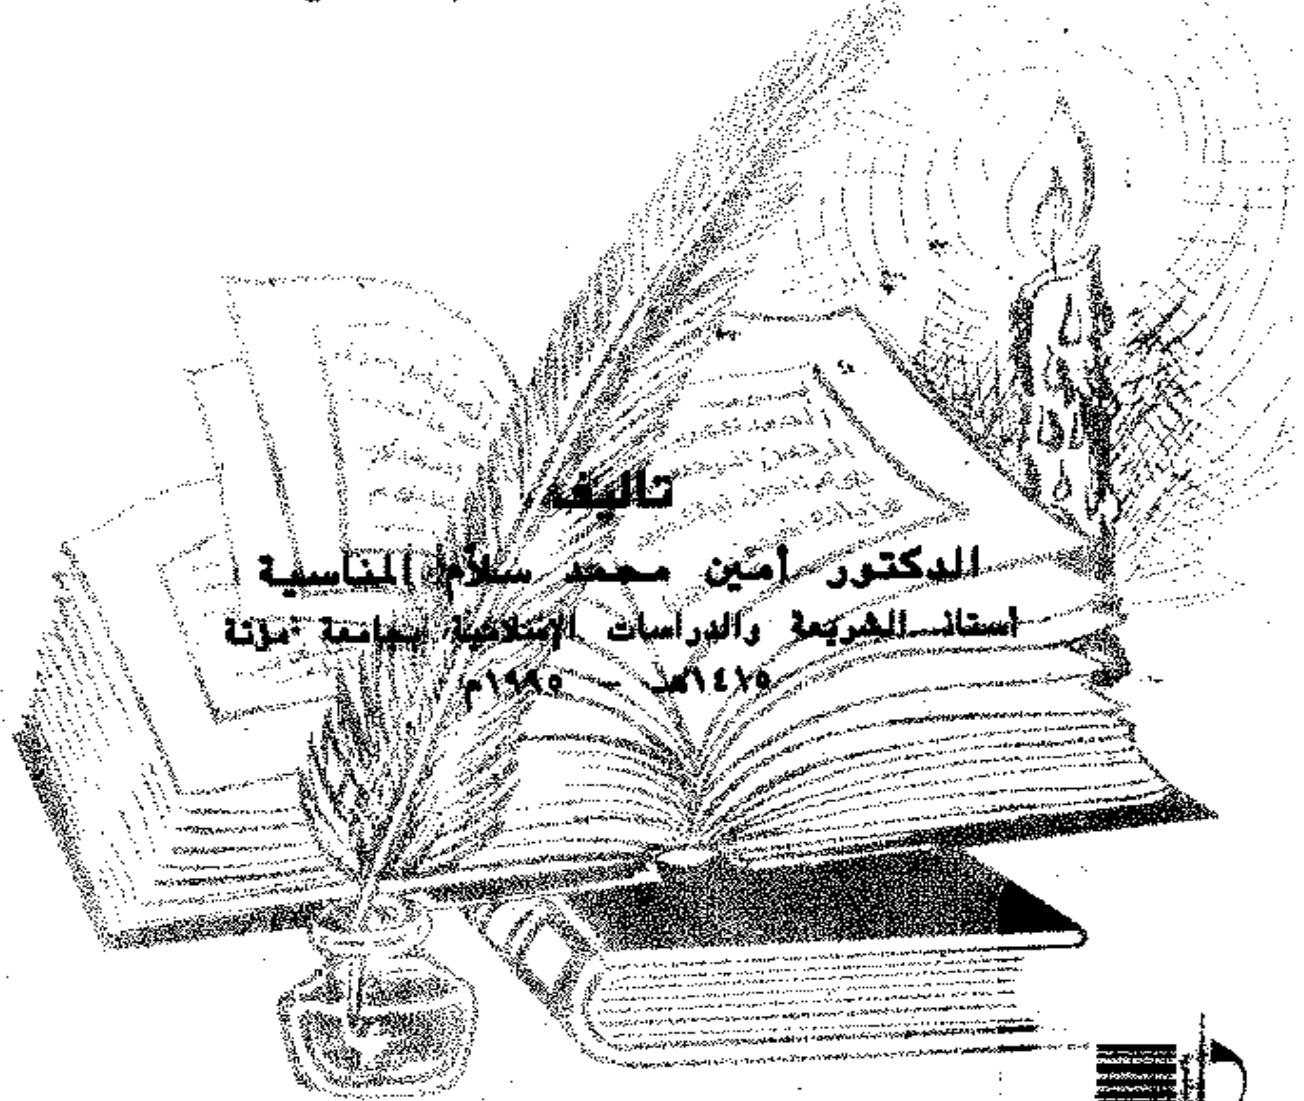 تأليف
الدكتور أمين محمد سلام المناسية
أستاذ الشريعة والدراسات الإسلامية بجامعة مؤتة
١٤١٥هـ - ١٩٩٥م